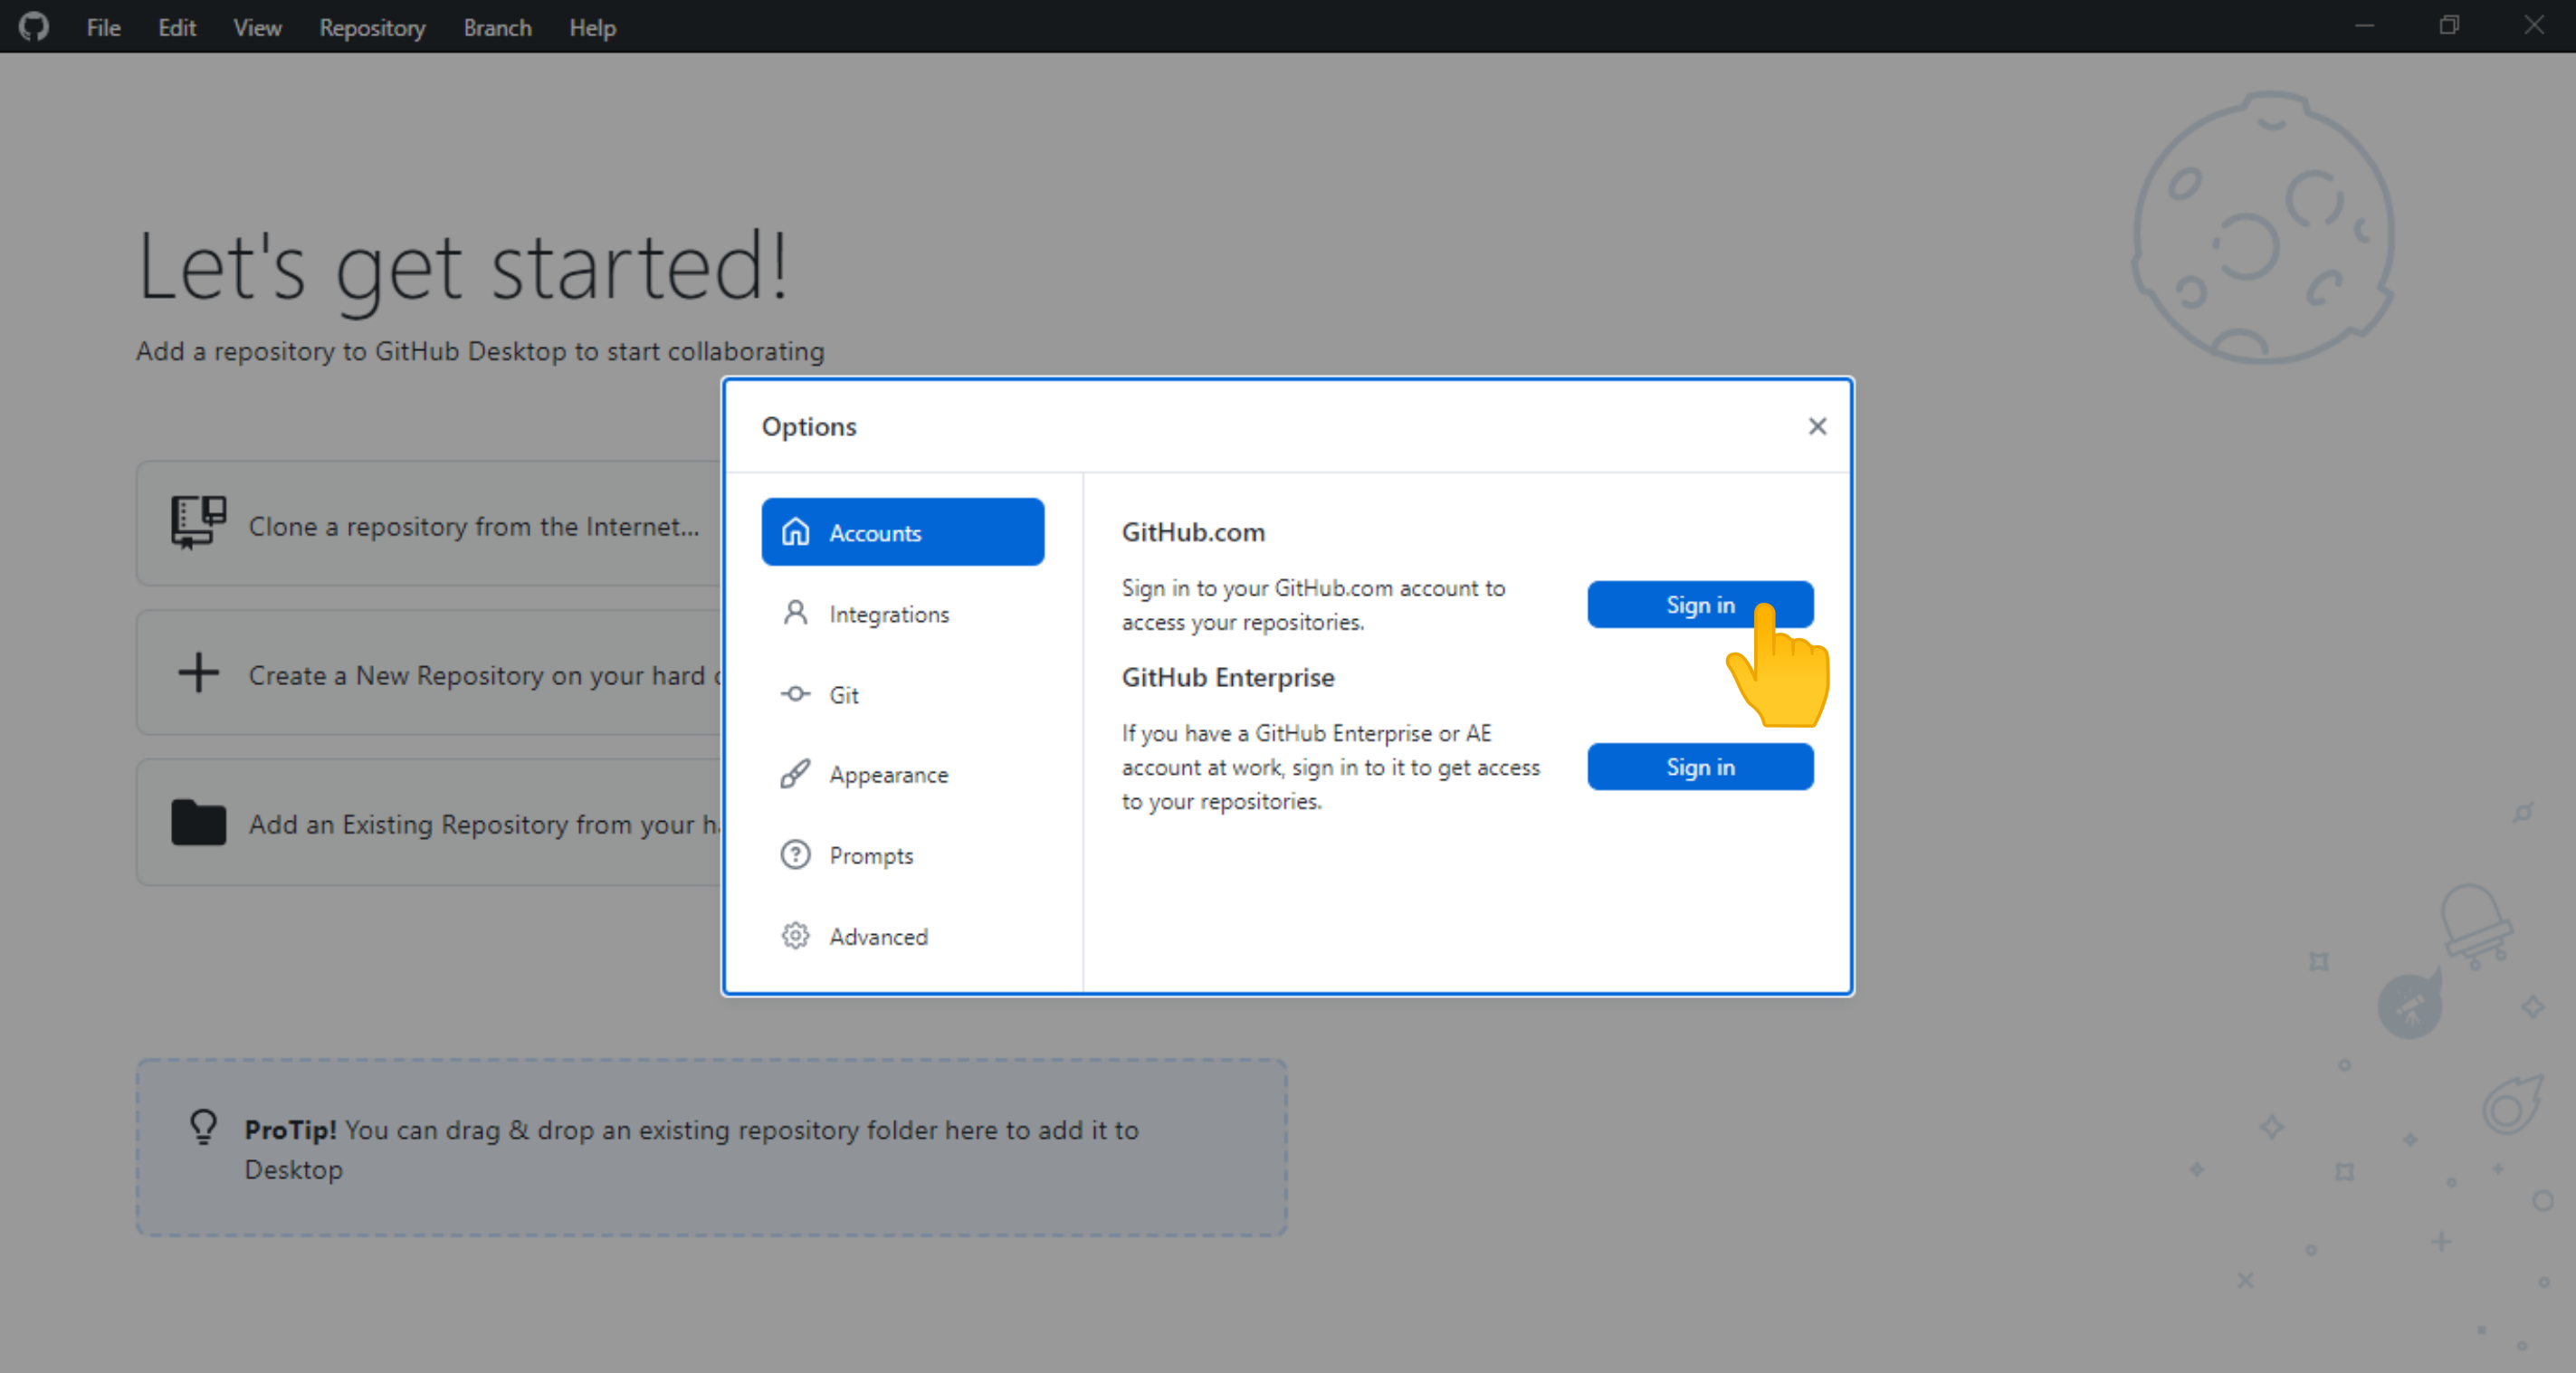 File Edit View Repository Branch Help
Let's get started!
Add a repository to GitHub Desktop to start collaborating
Clone a repository from the Internet...
Create a New Repository on your hard
Add an Existing Repository from your
ProTip! You can drag & drop an existing repository folder here to add it to
Desktop
Options
Accounts
Integrations
Git
Appearance
Prompts
Advanced
GitHub.com
Sign in to your GitHub.com account to
access your repositories.
Sign in
GitHub Enterprise
If you have a GitHub Enterprise or AE
account at work, sign in to it to get access
to your repositories.
Sign in